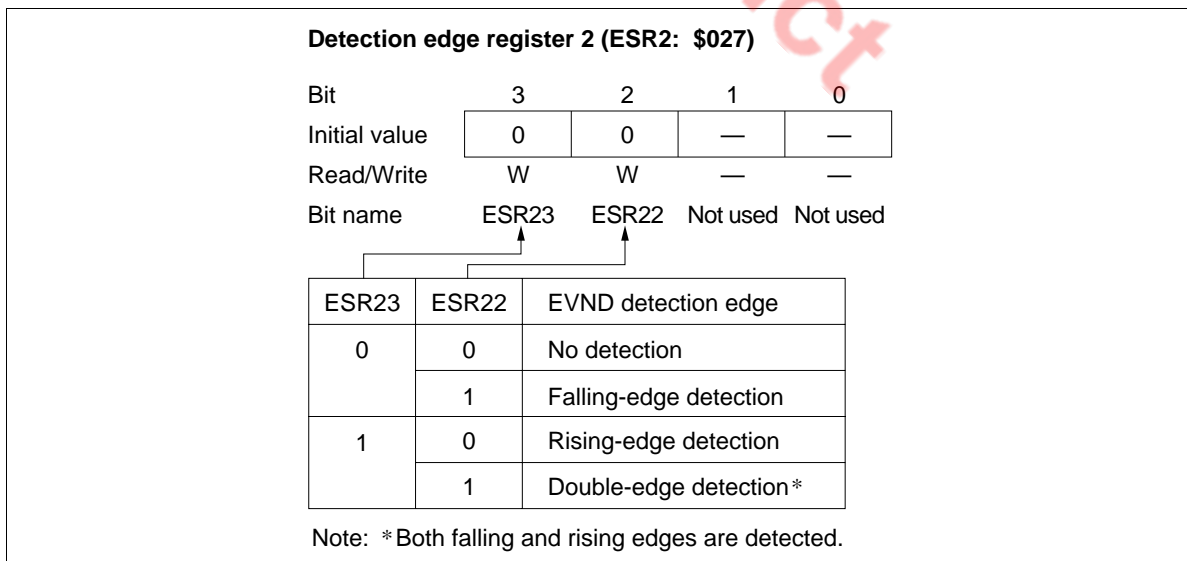 Detection edge register 2 (ESR2: $027)
Bit 3 2 1 0
Initial value 0 0 — —
Read/Write W W — —
Bit name ESR23 ESR22 Not used Not used
ESR23 ESR22 EVND detection edge
0 0 No detection
1 Falling-edge detection
1 0 Rising-edge detection
1 Double-edge detection*
Note: *Both falling and rising edges are detected.